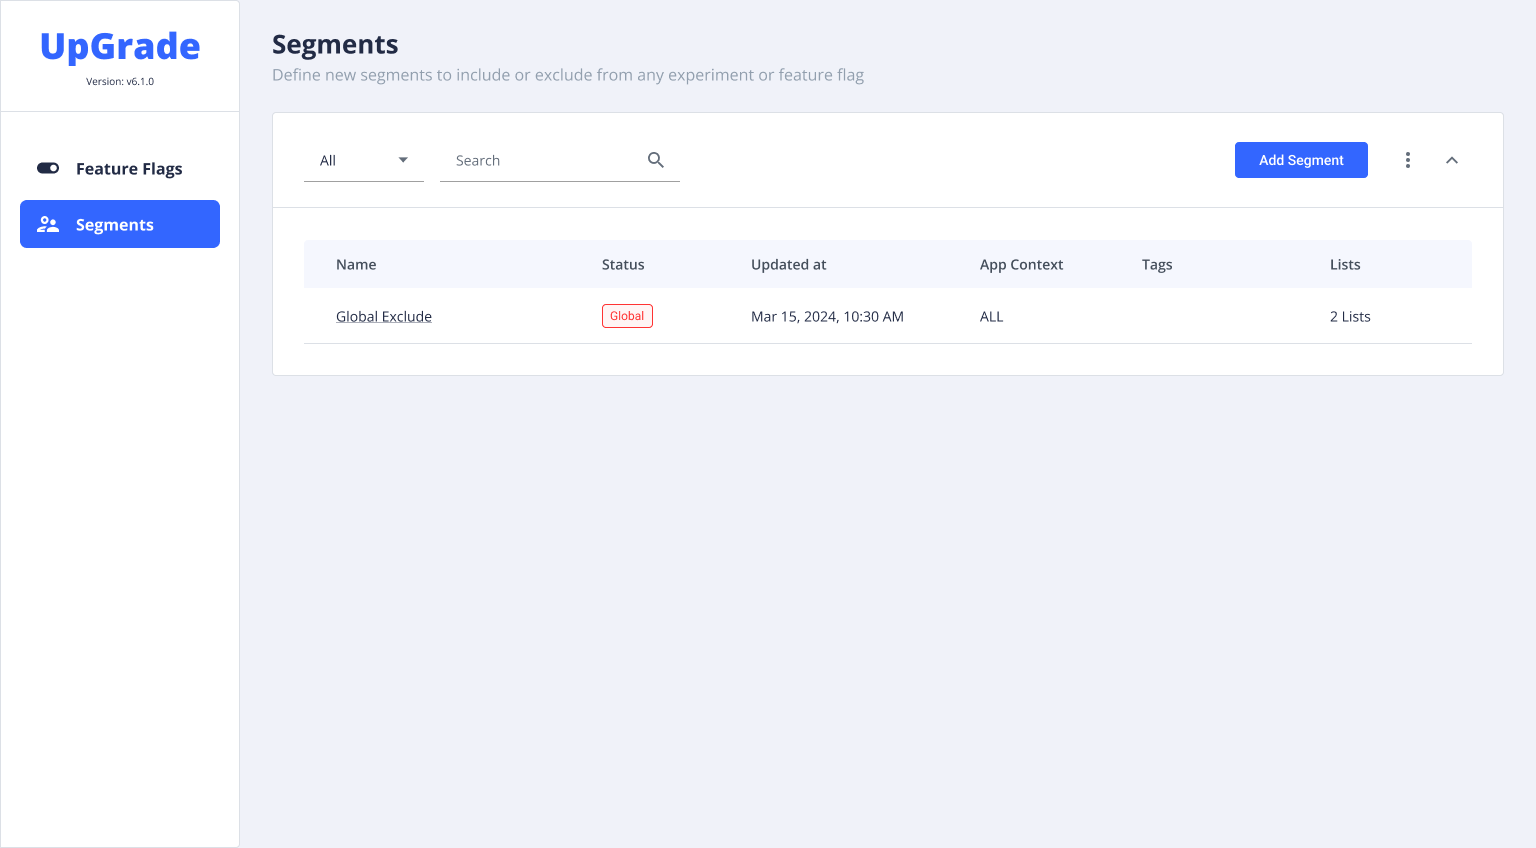 UpGrade
Version: v6.1.0
Feature Flags
Segments
Segments
Define new segments to include or exclude from any experiment or feature flag
All Search Add Segment
Name Status Updated at App Context Tags Lists
Global Exclude Global Mar 15, 2024, 10:30 AM ALL 2 Lists